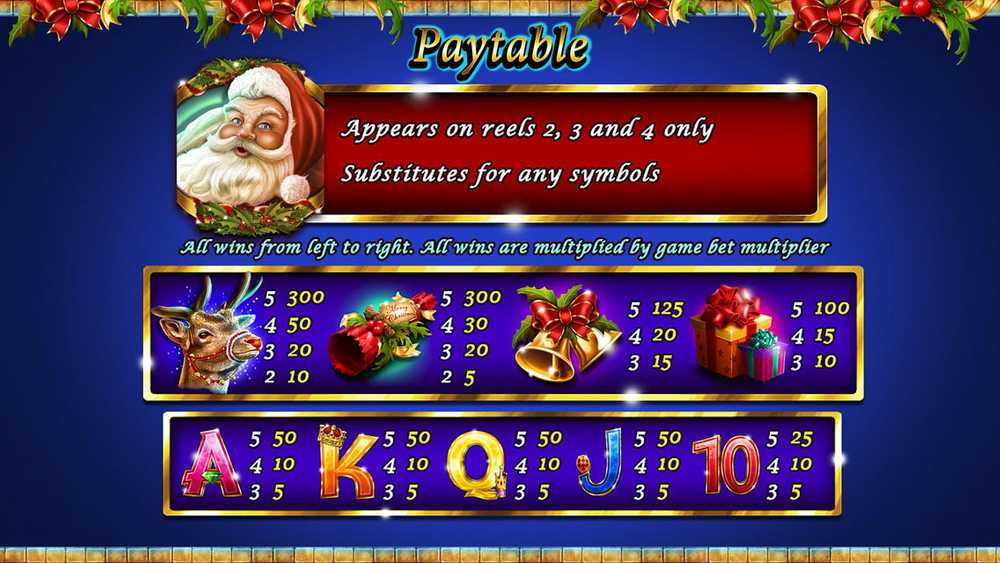 Paytable
Appears on reels 2, 3 and 4 only
Substitutes for any symbols
All wins from left to right. All wins are multiplied by game bet multiplier
5 300 5 300 5 125 5 100
4 50 4 30 4 20 4 15
3 20 3 20 3 15 3 10
2 10 2 5
Merry Christmas
A K Q J 10
5 50 5 50 5 50 5 50 5 25
4 10 4 10 4 10 4 10 4 10
3 5 3 5 3 5 3 5 3 5